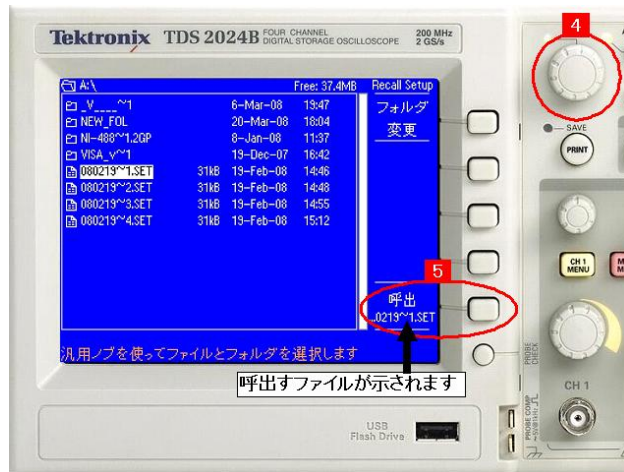 Tektronix TDS 2024B FOUR CHANNEL DIGITAL STORAGE OSCILLOSCOPE 200 MHz 2 GS/s
4
A:\ Free: 37.4MB Recall Setup
_V____~1 6-Mar-08 19:47
NEW_FOL 20-Mar-08 18:04
NI-488~1.2GP 8-Jan-08 11:37
VISA_v~1 19-Dec-07 16:42
080219~1.SET 31kB 19-Feb-08 14:46
080219~2.SET 31kB 19-Feb-08 14:48
080219~3.SET 31kB 19-Feb-08 14:55
080219~4.SET 31kB 19-Feb-08 15:12
フォルダ
変更
SAVE
PRINT
CH 1
MENU
5
呼出
..0219~1.SET
汎用ノブを使ってファイルとフォルダを選択します
呼出すファイルが示されます
PROBE
CHECK
CH 1
USB
Flash Drive
PROBE COMP
~5V@1kHz